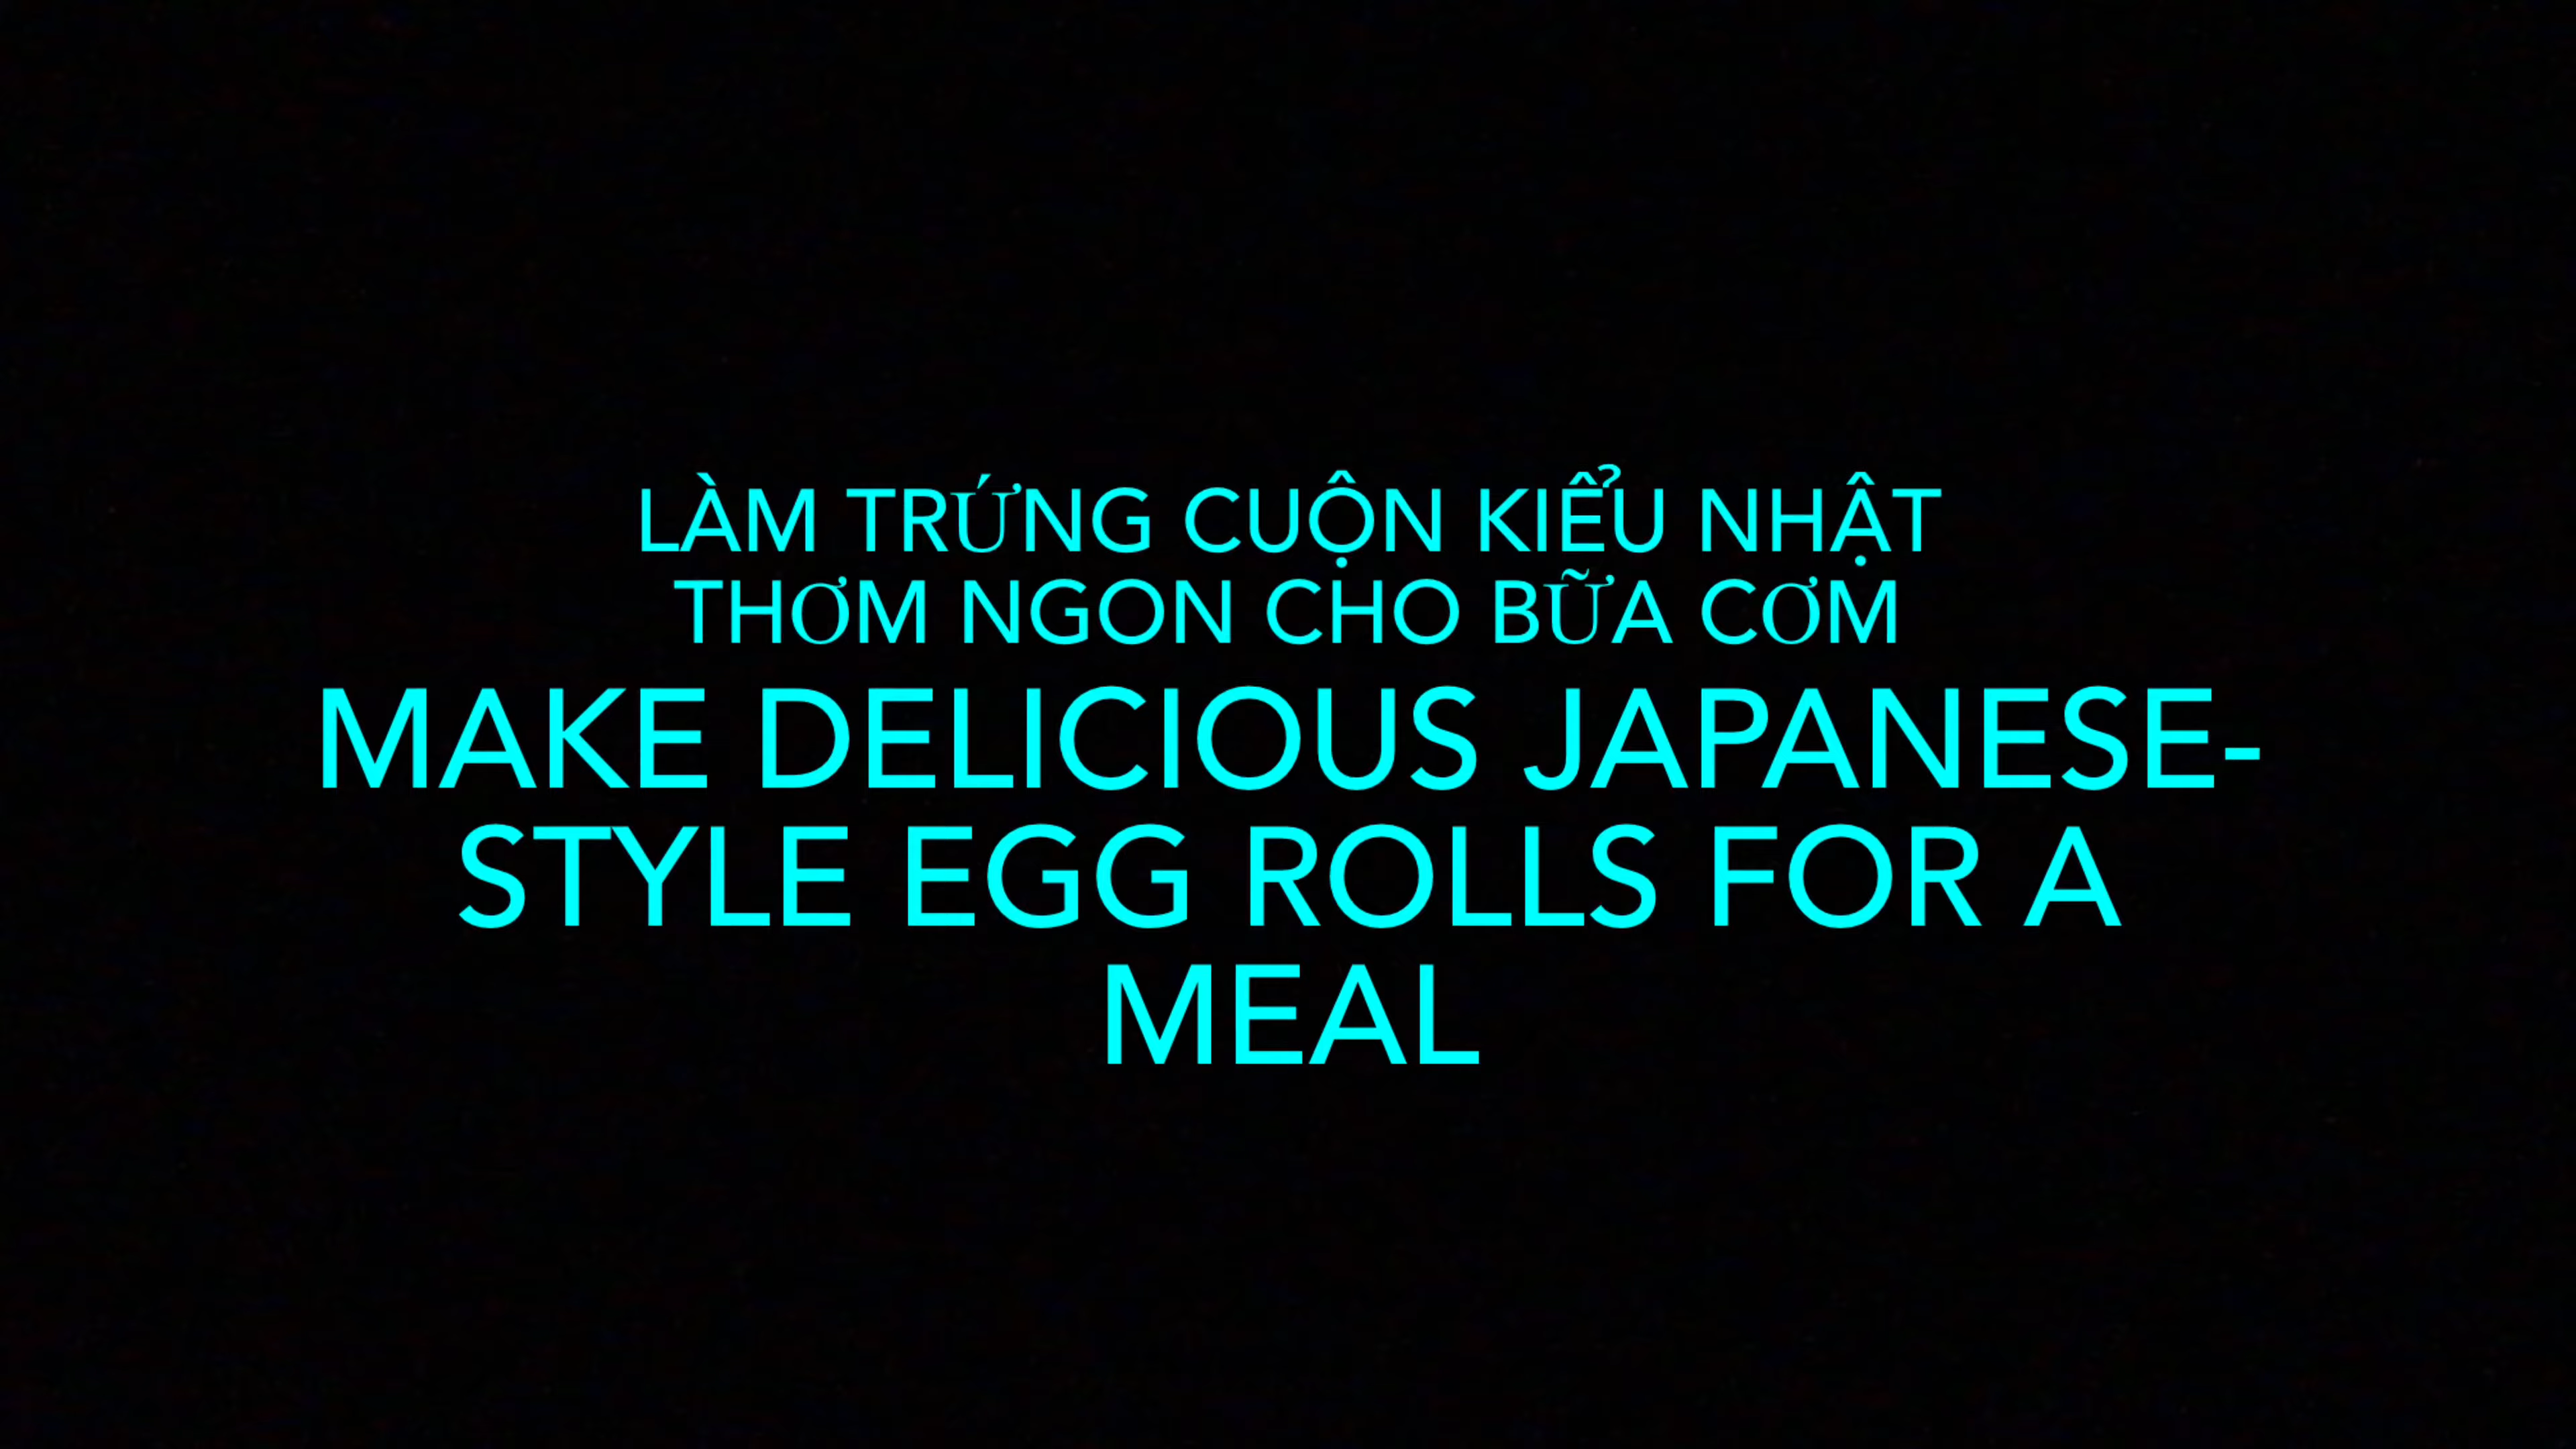 LÀM TRỨNG CUỘN KIỂU NHẬT
THƠM NGON CHO BỮA CƠM
MAKE DELICIOUS JAPANESE-
STYLE EGG ROLLS FOR A
MEAL